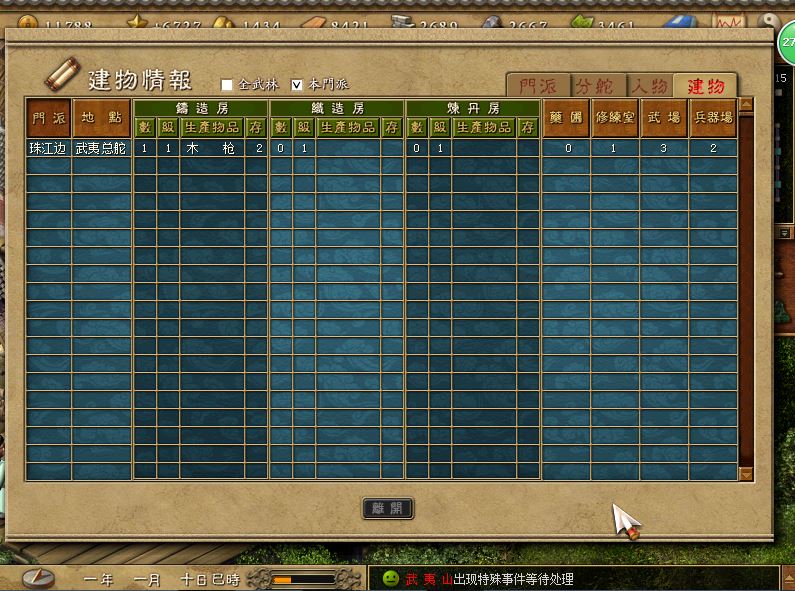 11788 +6727 1434 8421 2689 2667 3461
27
建物情報 全武林 本門派 門派 分舵 人物 建物
15
門派 地點 鑄造房 織造房 煉丹房 藥圃 修練室 武場 兵器場
數 級 生產物品 存 數 級 生產物品 存 數 級 生產物品 存
珠江边 武夷总舵 1 1 木枪 2 0 1 0 1 0 1 3 2
離開
一年 一月 十日巳時 武夷山出现特殊事件等待处理